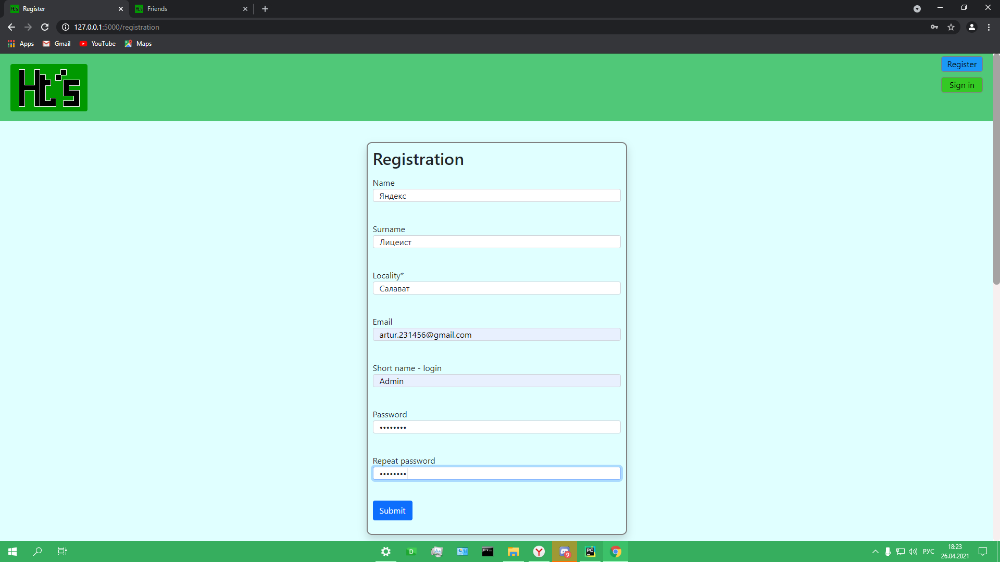 Register
Friends
127.0.0.1:5000/registration
Apps
Gmail
YouTube
Maps
Ht's
Register
Sign in
Registration
Name
Яндекс
Surname
Лицеист
Locality*
Салават
Email
artur.231456@gmail.com
Short name - login
Admin
Password
••••••••
Repeat password
••••••••
Submit
D
9
PC
РУС
18:23
26.04.2021